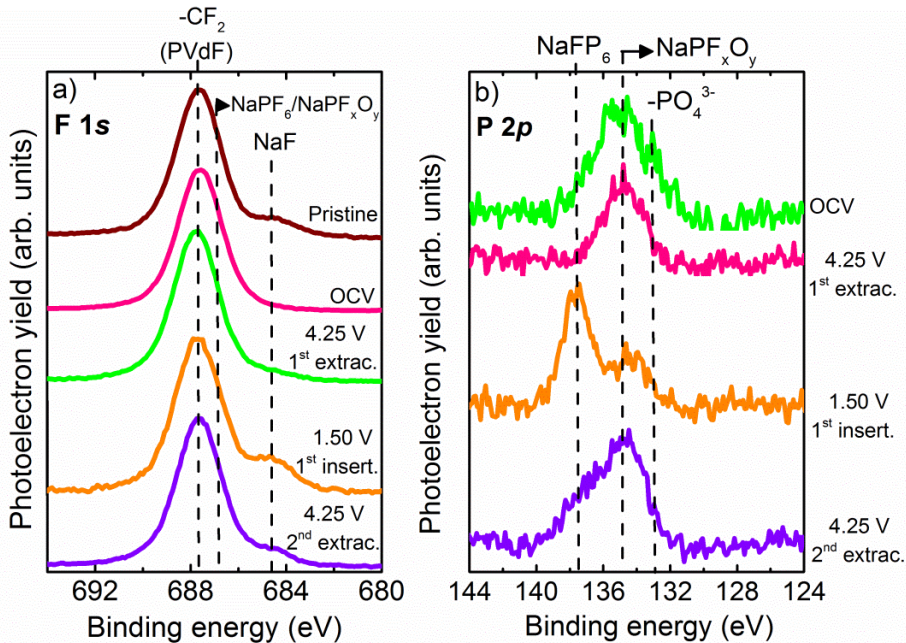 -CF2
(PVdF)
a)
F 1s
NaPF6/NaPFxOy
NaF
Pristine
OCV
4.25 V
1st extrac.
1.50 V
1st insert.
4.25 V
2nd extrac.
Photoelectron yield (arb. units)
692 688 684 680
Binding energy (eV)
NaFP6
NaPFxOy
b)
P 2p
-PO4 3-
OCV
4.25 V
1st extrac.
1.50 V
1st insert.
4.25 V
2nd extrac.
Photoelectron yield (arb. units)
144 140 136 132 128 124
Binding energy (eV)